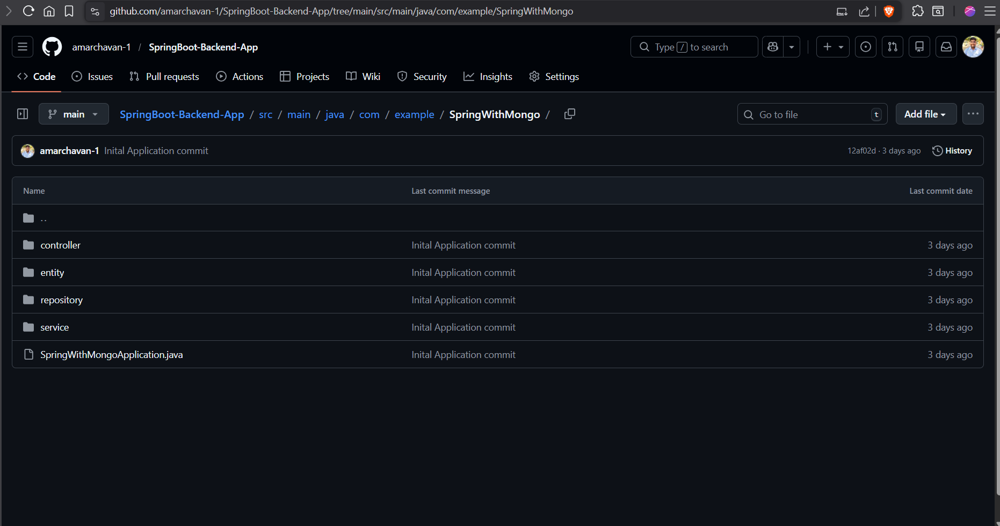 github.com/amarchavan-1/SpringBoot-Backend-App/tree/main/src/main/java/com/example/SpringWithMongo
amarchavan-1 / SpringBoot-Backend-App
Type / to search
Code Issues Pull requests Actions Projects Wiki Security Insights Settings
main SpringBoot-Backend-App / src / main / java / com / example / SpringWithMongo /
Go to file t Add file ...
amarchavan-1 Inital Application commit 12af02d · 3 days ago History
Name Last commit message Last commit date
..
controller Inital Application commit 3 days ago
entity Inital Application commit 3 days ago
repository Inital Application commit 3 days ago
service Inital Application commit 3 days ago
SpringWithMongoApplication.java Inital Application commit 3 days ago